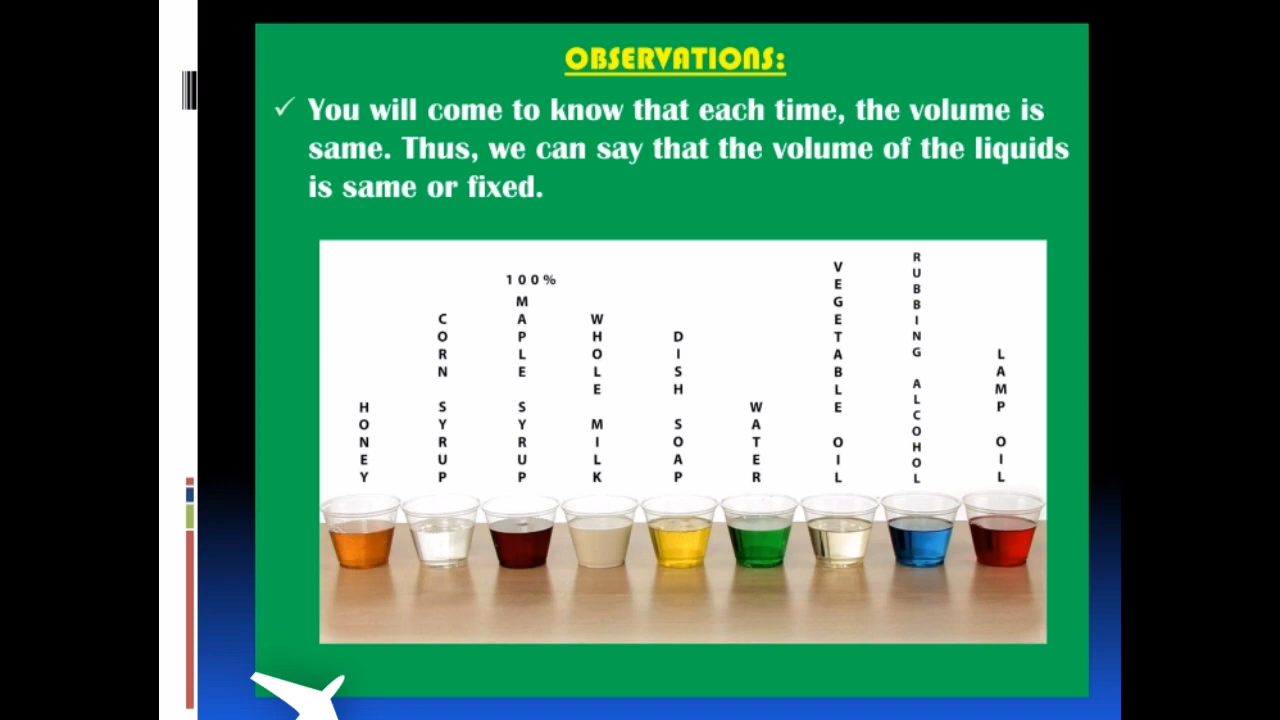 OBSERVATIONS:
✓ You will come to know that each time, the volume is
same. Thus, we can say that the volume of the liquids
is same or fixed.
HONEY
CORN SYRUP
100% MAPLE SYRUP
WHOLE MILK
DISH SOAP
WATER
VEGETABLE OIL
RUBBING ALCOHOL
LAMP OIL